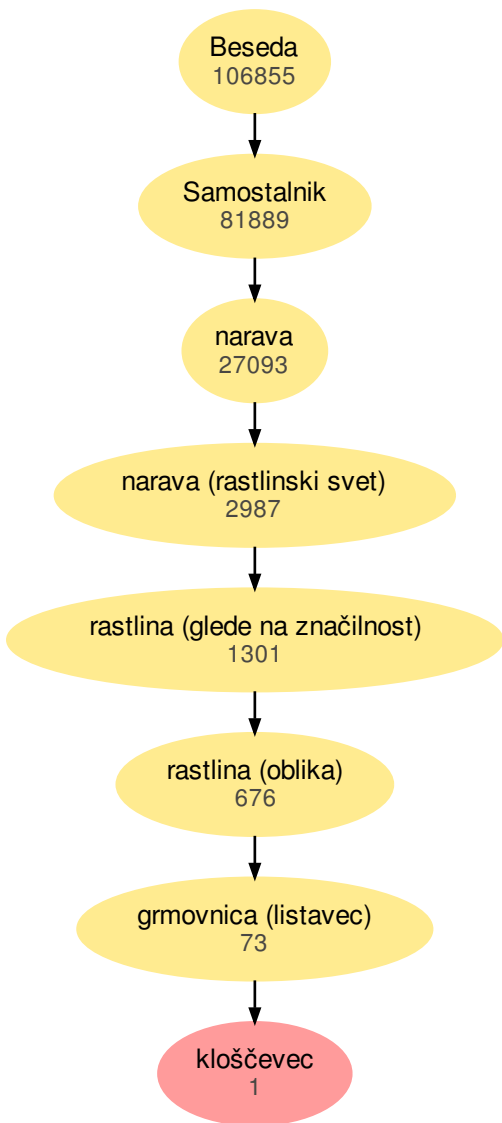 Beseda
106855
Samostalnik
81889
narava
27093
narava (rastlinski svet)
2987
rastlina (glede na značilnost)
1301
rastlina (oblika)
676
grmovnica (listavec)
73
kloščevec
1